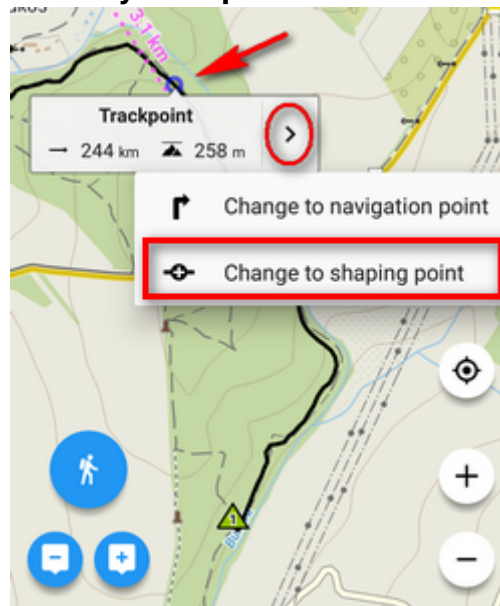 3.1 km
Trackpoint
244 km 258 m
Change to navigation point
Change to shaping point
1